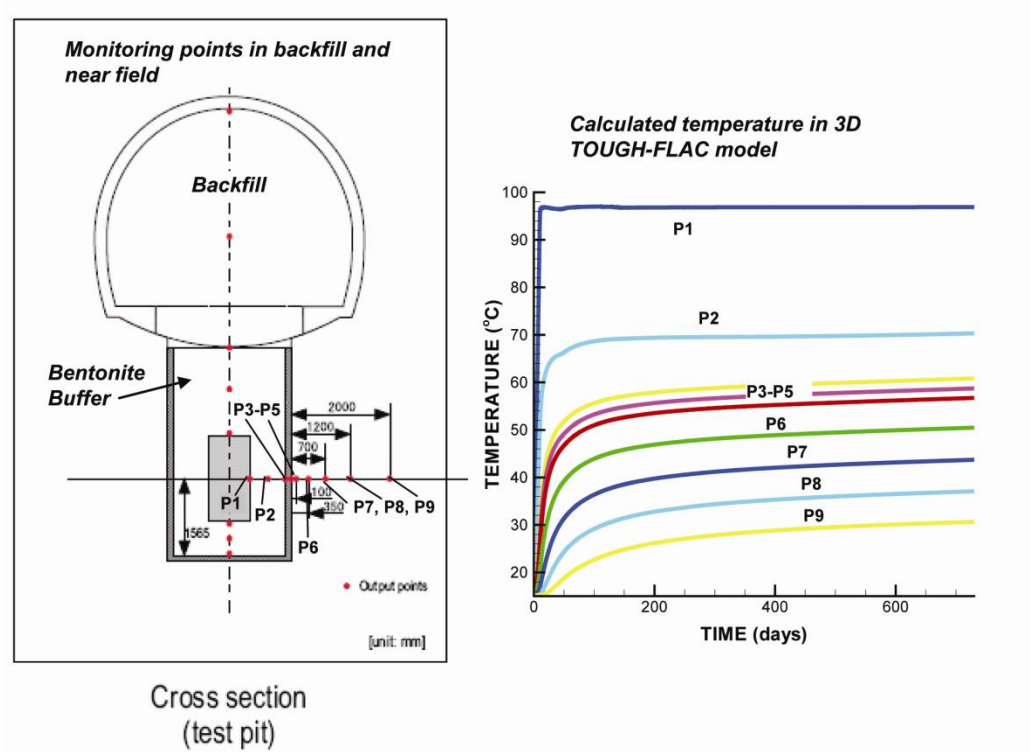 Monitoring points in backfill and
near field
Backfill
Bentonite
Buffer
P3-P5
2000
1200
700
100
350
1565
P1
P2
P6
P7, P8, P9
Output points
[unit: mm]
Cross section
(test pit)
Calculated temperature in 3D
TOUGH-FLAC model
TEMPERATURE (°C)
100
90
80
70
60
50
40
30
20
P1
P2
P3-P5
P6
P7
P8
P9
0
200
400
600
TIME (days)